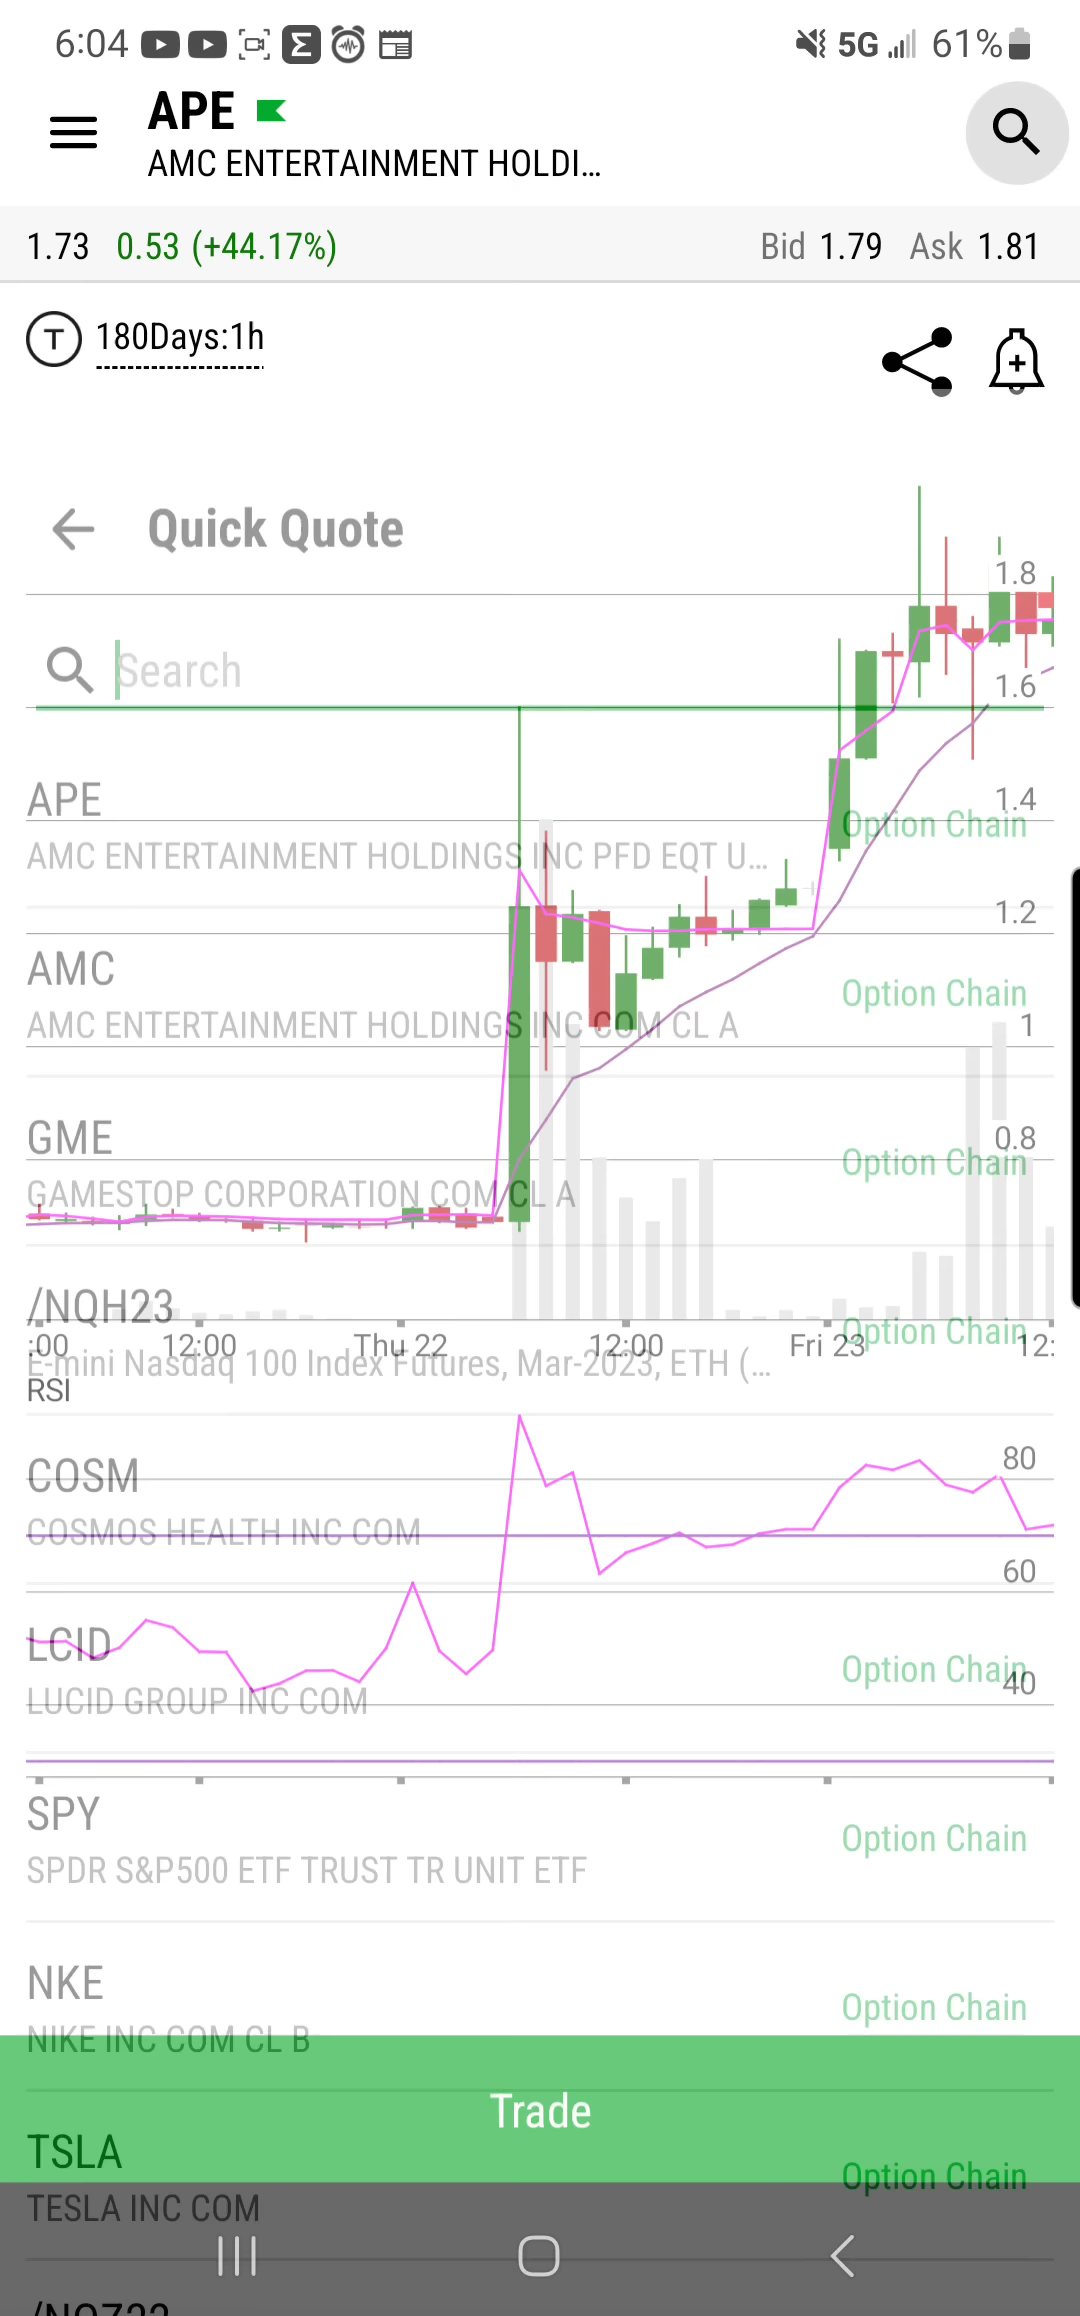 6:04 5G 61%
APE
AMC ENTERTAINMENT HOLDI...
1.73 0.53 (+44.17%) Bid 1.79 Ask 1.81
T 180Days:1h
Quick Quote
1.8
Search
1.6
APE
1.4
Option Chain
AMC ENTERTAINMENT HOLDINGS INC PFD EQT U...
1.2
AMC
Option Chain
AMC ENTERTAINMENT HOLDINGS INC COM CL A
1
GME
0.8
Option Chain
GAMESTOP CORPORATION COM CL A
/NQH23
Option Chain
:00 12:00 Thu 22 12:00 Fri 23 12:
E-mini Nasdaq 100 Index Futures, Mar-2023, ETH (...
RSI
80
COSM
COSMOS HEALTH INC COM
60
LCID
Option Chain
40
LUCID GROUP INC COM
SPY
Option Chain
SPDR S&P500 ETF TRUST TR UNIT ETF
NKE
Option Chain
NIKE INC COM CL B
Trade
TSLA
Option Chain
TESLA INC COM